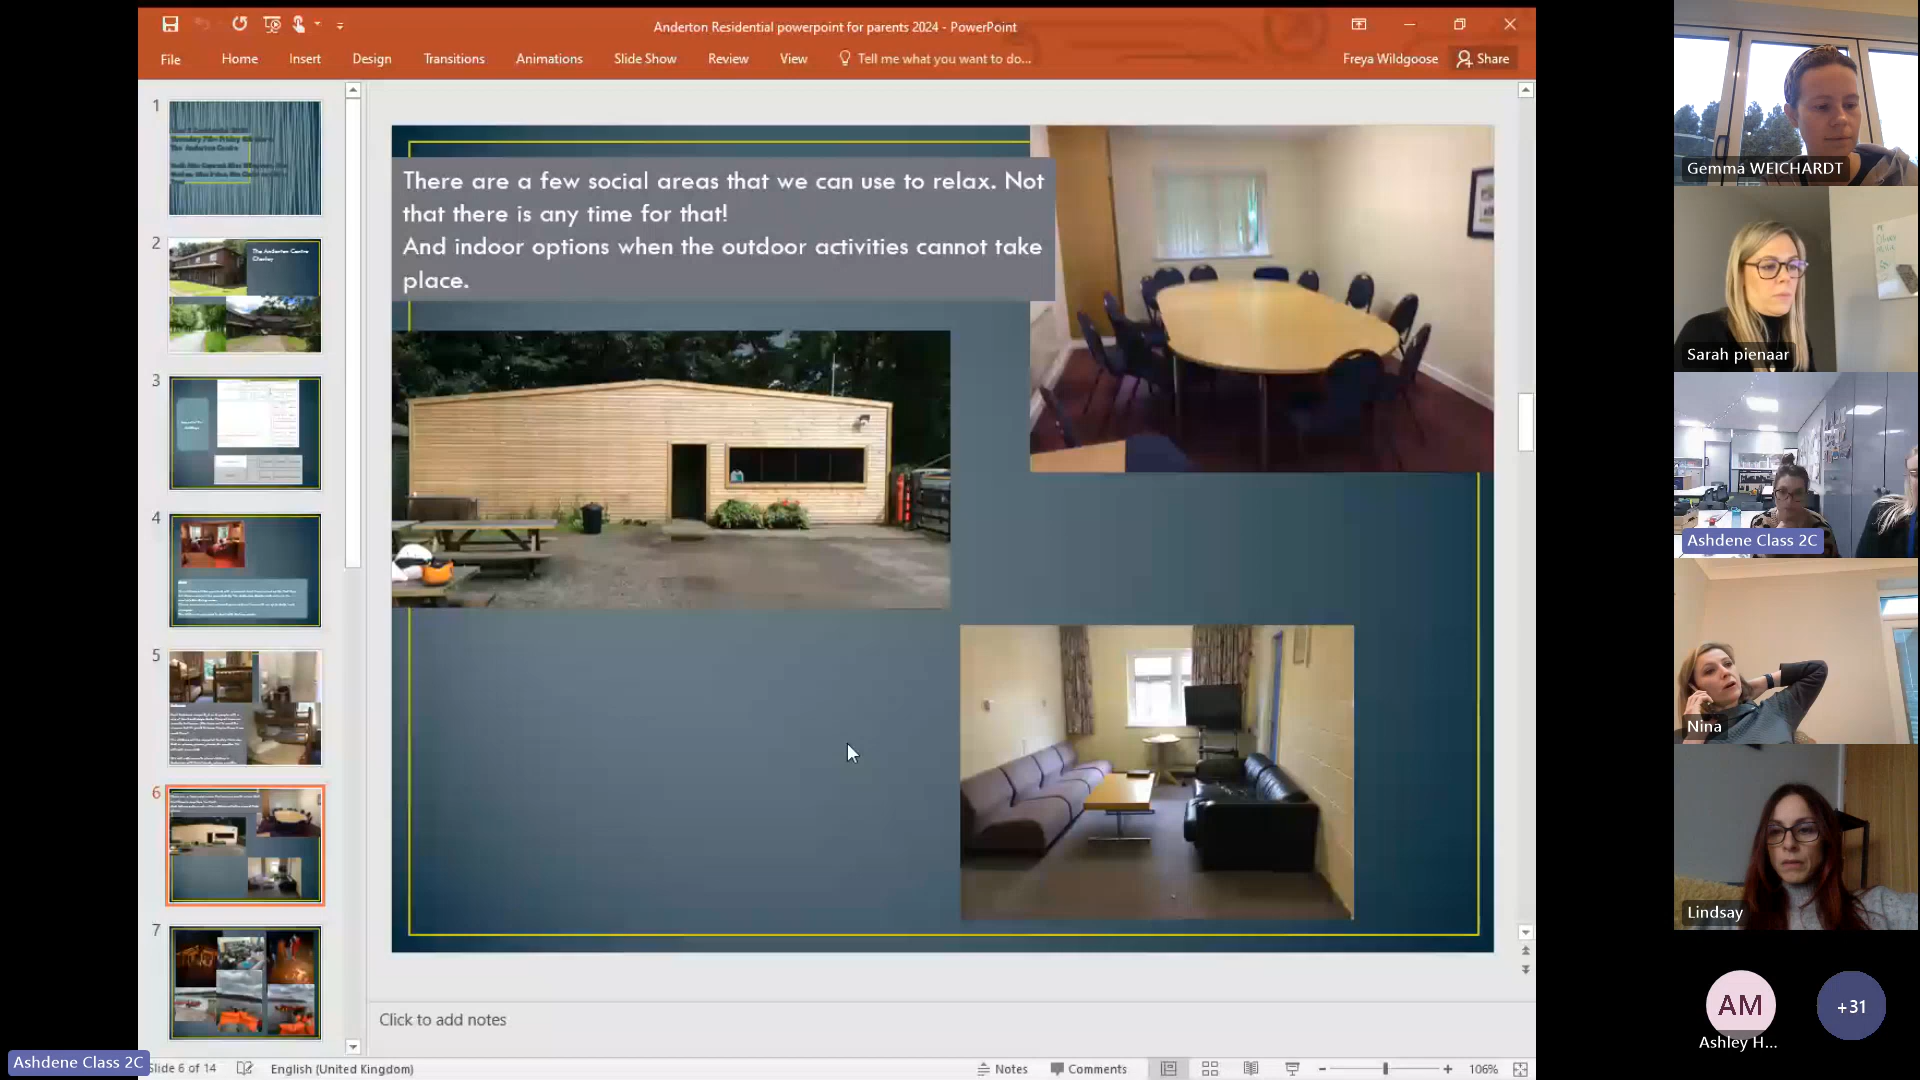 Anderton Residential powerpoint for parents 2024 - PowerPoint
File Home Insert Design Transitions Animations Slide Show Review View Tell me what you want to do... Freya Wildgoose Share
1
2
The Anderton Centre
Chorley
3
4
5
6
7
There are a few social areas that we can use to relax. Not
that there is any time for that!
And indoor options when the outdoor activities cannot take
place.
Click to add notes
Ashdene Class 2C
Slide 6 of 14 English (United Kingdom) Notes Comments 106%
Gemma WEICHARDT
Sarah pienaar
Ashdene Class 2C
Nina
Lindsay
AM
Ashley H...
+31